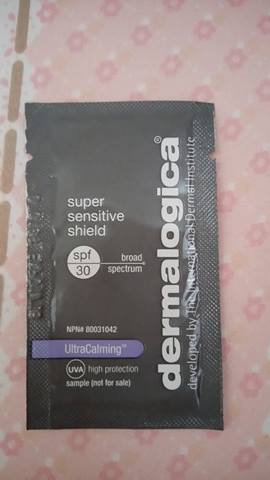 super
sensitive
shield
spf
30
broad
spectrum
NPN# 80031042
UltraCalming™
UVA high protection
sample (not for sale)
dermalogica®
developed by The International Dermal Institute